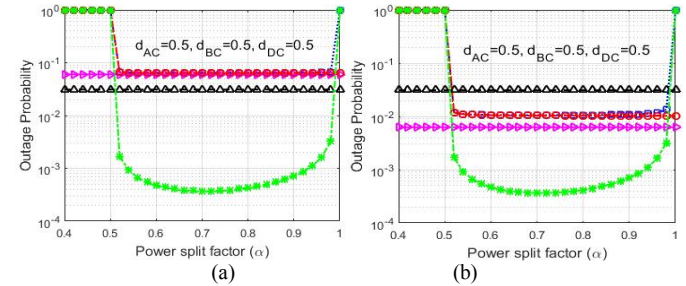 d_AC=0.5, d_BC=0.5, d_DC=0.5
Outage Probability
10^0
10^-1
10^-2
10^-3
10^-4
0.4 0.5 0.6 0.7 0.8 0.9 1
Power split factor (α)
(a)
d_AC=0.5, d_BC=0.5, d_DC=0.5
Outage Probability
10^0
10^-1
10^-2
10^-3
10^-4
0.4 0.5 0.6 0.7 0.8 0.9 1
Power split factor (α)
(b)